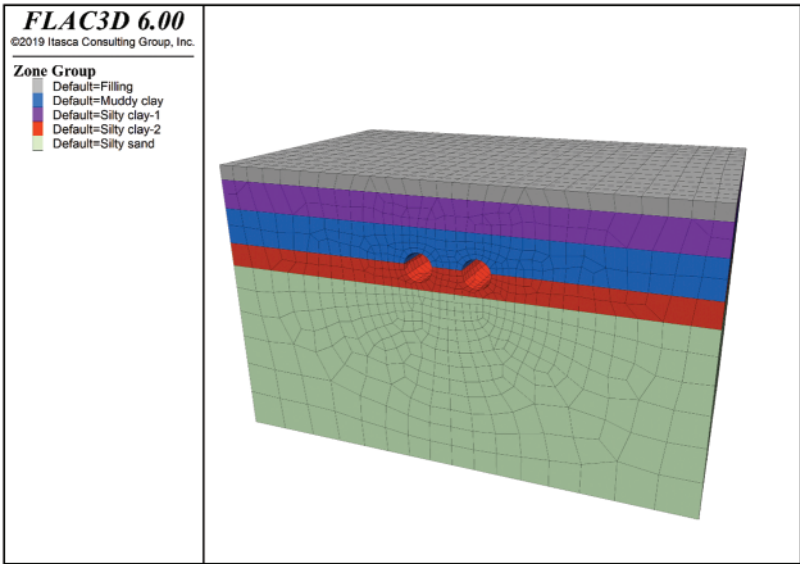 FLAC3D 6.00
©2019 Itasca Consulting Group, Inc.
Zone Group
Default=Filling
Default=Muddy clay
Default=Silty clay-1
Default=Silty clay-2
Default=Silty sand